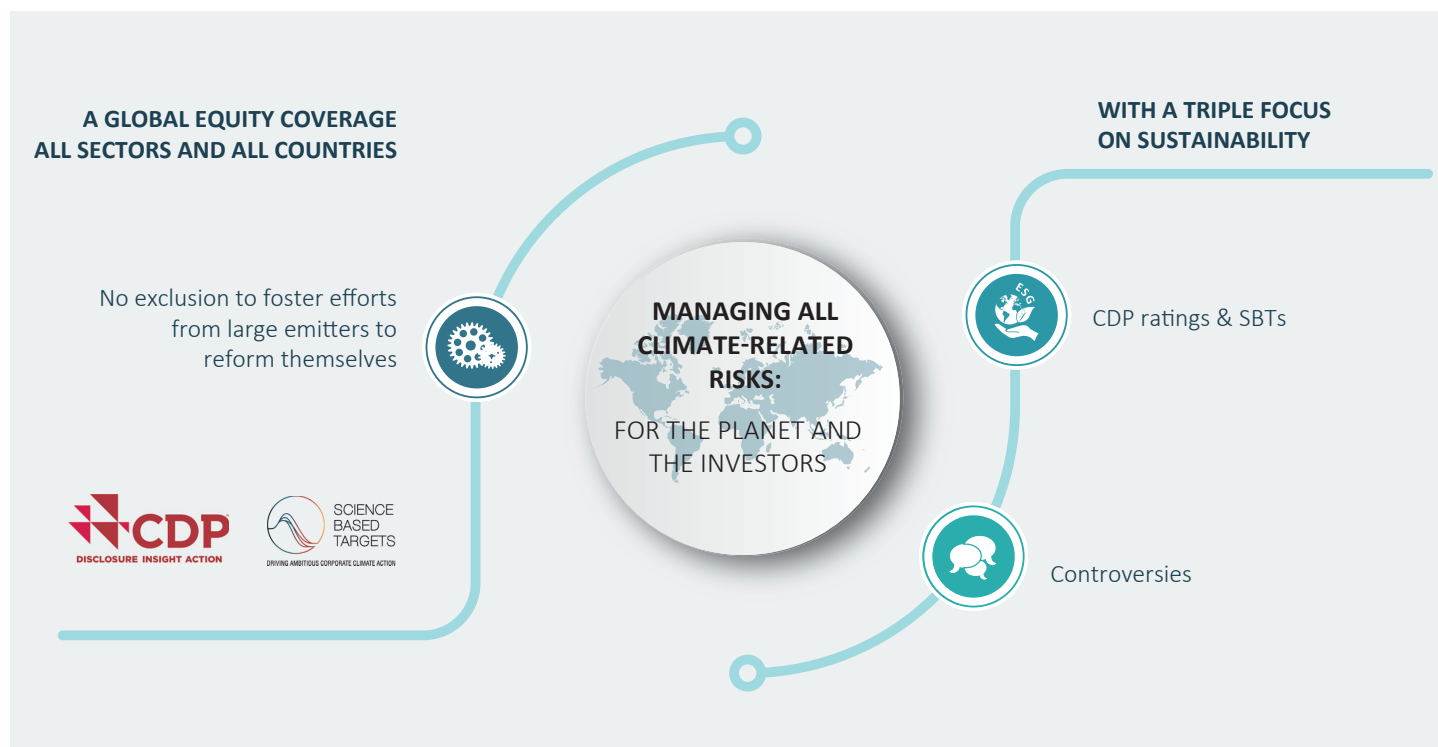 A GLOBAL EQUITY COVERAGE
ALL SECTORS AND ALL COUNTRIES
No exclusion to foster efforts
from large emitters to
reform themselves
CDP
DISCLOSURE INSIGHT ACTION
SCIENCE
BASED
TARGETS
DRIVING AMBITIOUS CORPORATE CLIMATE ACTION
MANAGING ALL
CLIMATE-RELATED
RISKS:
FOR THE PLANET AND
THE INVESTORS
WITH A TRIPLE FOCUS
ON SUSTAINABILITY
ESG
CDP ratings & SBTs
Controversies